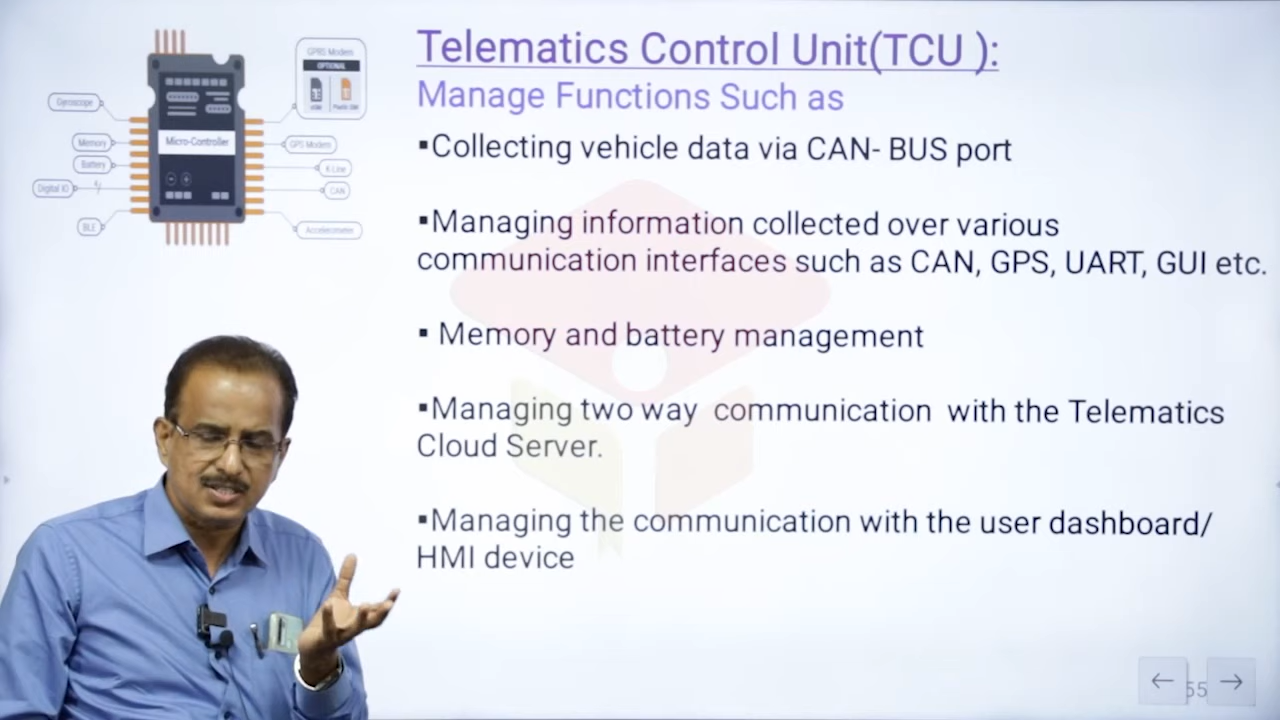 Telematics Control Unit(TCU ):
Manage Functions Such as
▪Collecting vehicle data via CAN- BUS port
▪Managing information collected over various
communication interfaces such as CAN, GPS, UART, GUI etc.
▪ Memory and battery management
▪Managing two way communication with the Telematics
Cloud Server.
▪Managing the communication with the user dashboard/
HMI device
GPRS Modem
OPTIONAL
eSIM
Plastic SIM
Gyroscope
Memory
Battery
Digital IO
BLE
Micro-Controller
GPS Modem
K-Line
CAN
Accelerometer
55